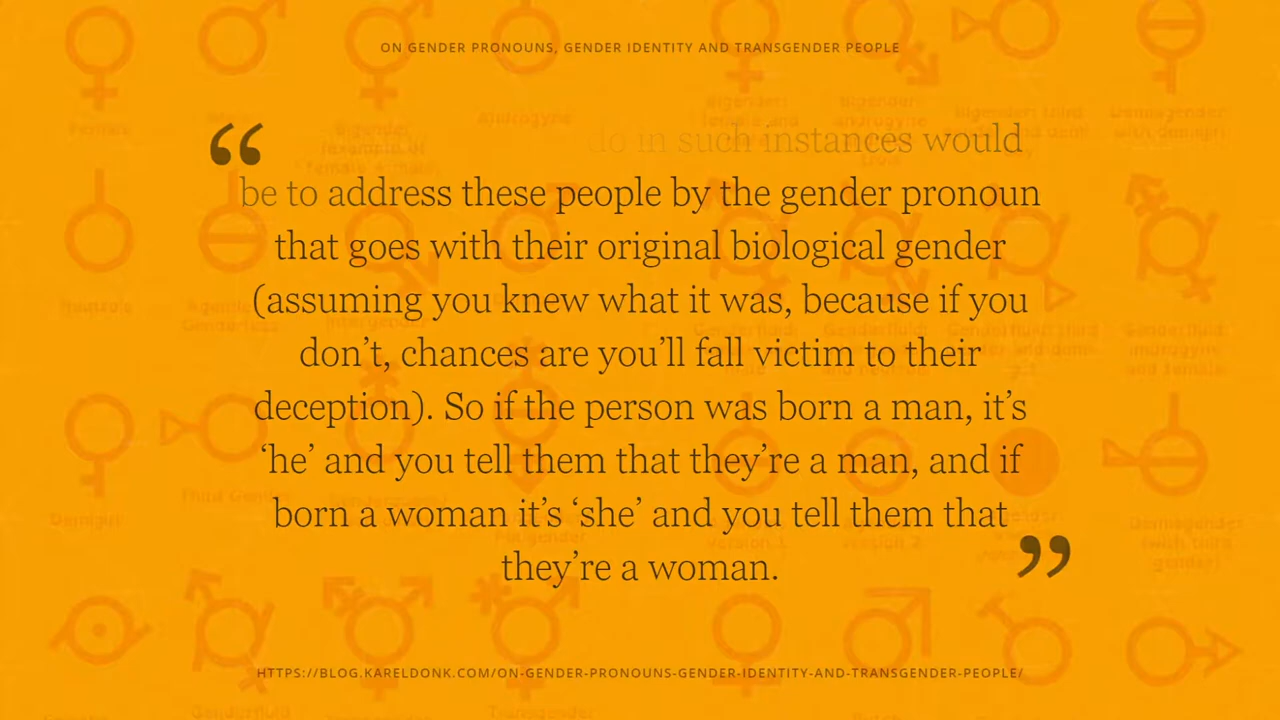 ON GENDER PRONOUNS, GENDER IDENTITY AND TRANSGENDER PEOPLE
“
do in such instances would
be to address these people by the gender pronoun
that goes with their original biological gender
(assuming you knew what it was, because if you
don’t, chances are you’ll fall victim to their
deception). So if the person was born a man, it’s
‘he’ and you tell them that they’re a man, and if
born a woman it’s ‘she’ and you tell them that
they’re a woman.
”
HTTPS://BLOG.KARELDONK.COM/ON-GENDER-PRONOUNS-GENDER-IDENTITY-AND-TRANSGENDER-PEOPLE/